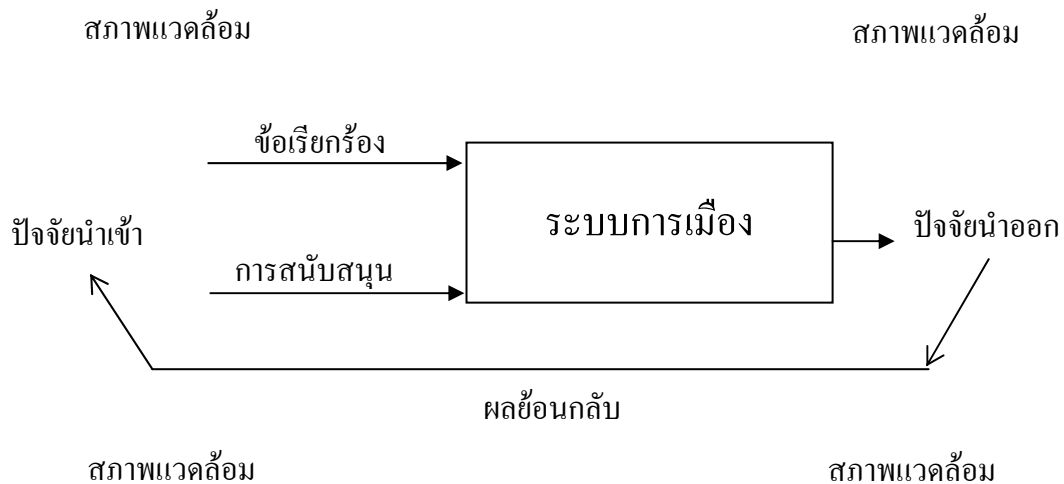 สภาพแวดล้อม
สภาพแวดล้อม
ข้อเรียกร้อง
ระบบการเมือง
ปัจจัยนำเข้า
ปัจจัยนำออก
การสนับสนุน
ผลย้อนกลับ
สภาพแวดล้อม
สภาพแวดล้อม